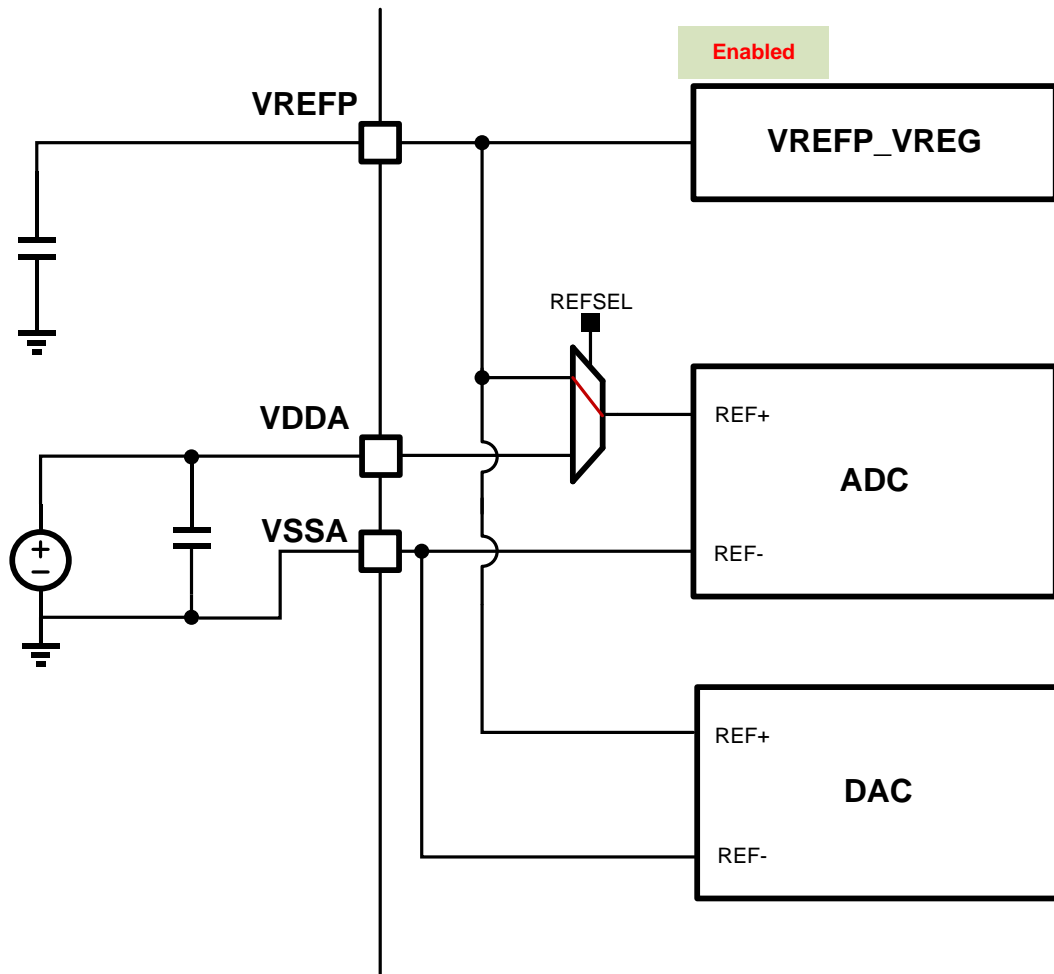 Enabled
VREFP
VREFP_VREG
REFSEL
VDDA
REF+
ADC
VSSA
REF-
REF+
DAC
REF-